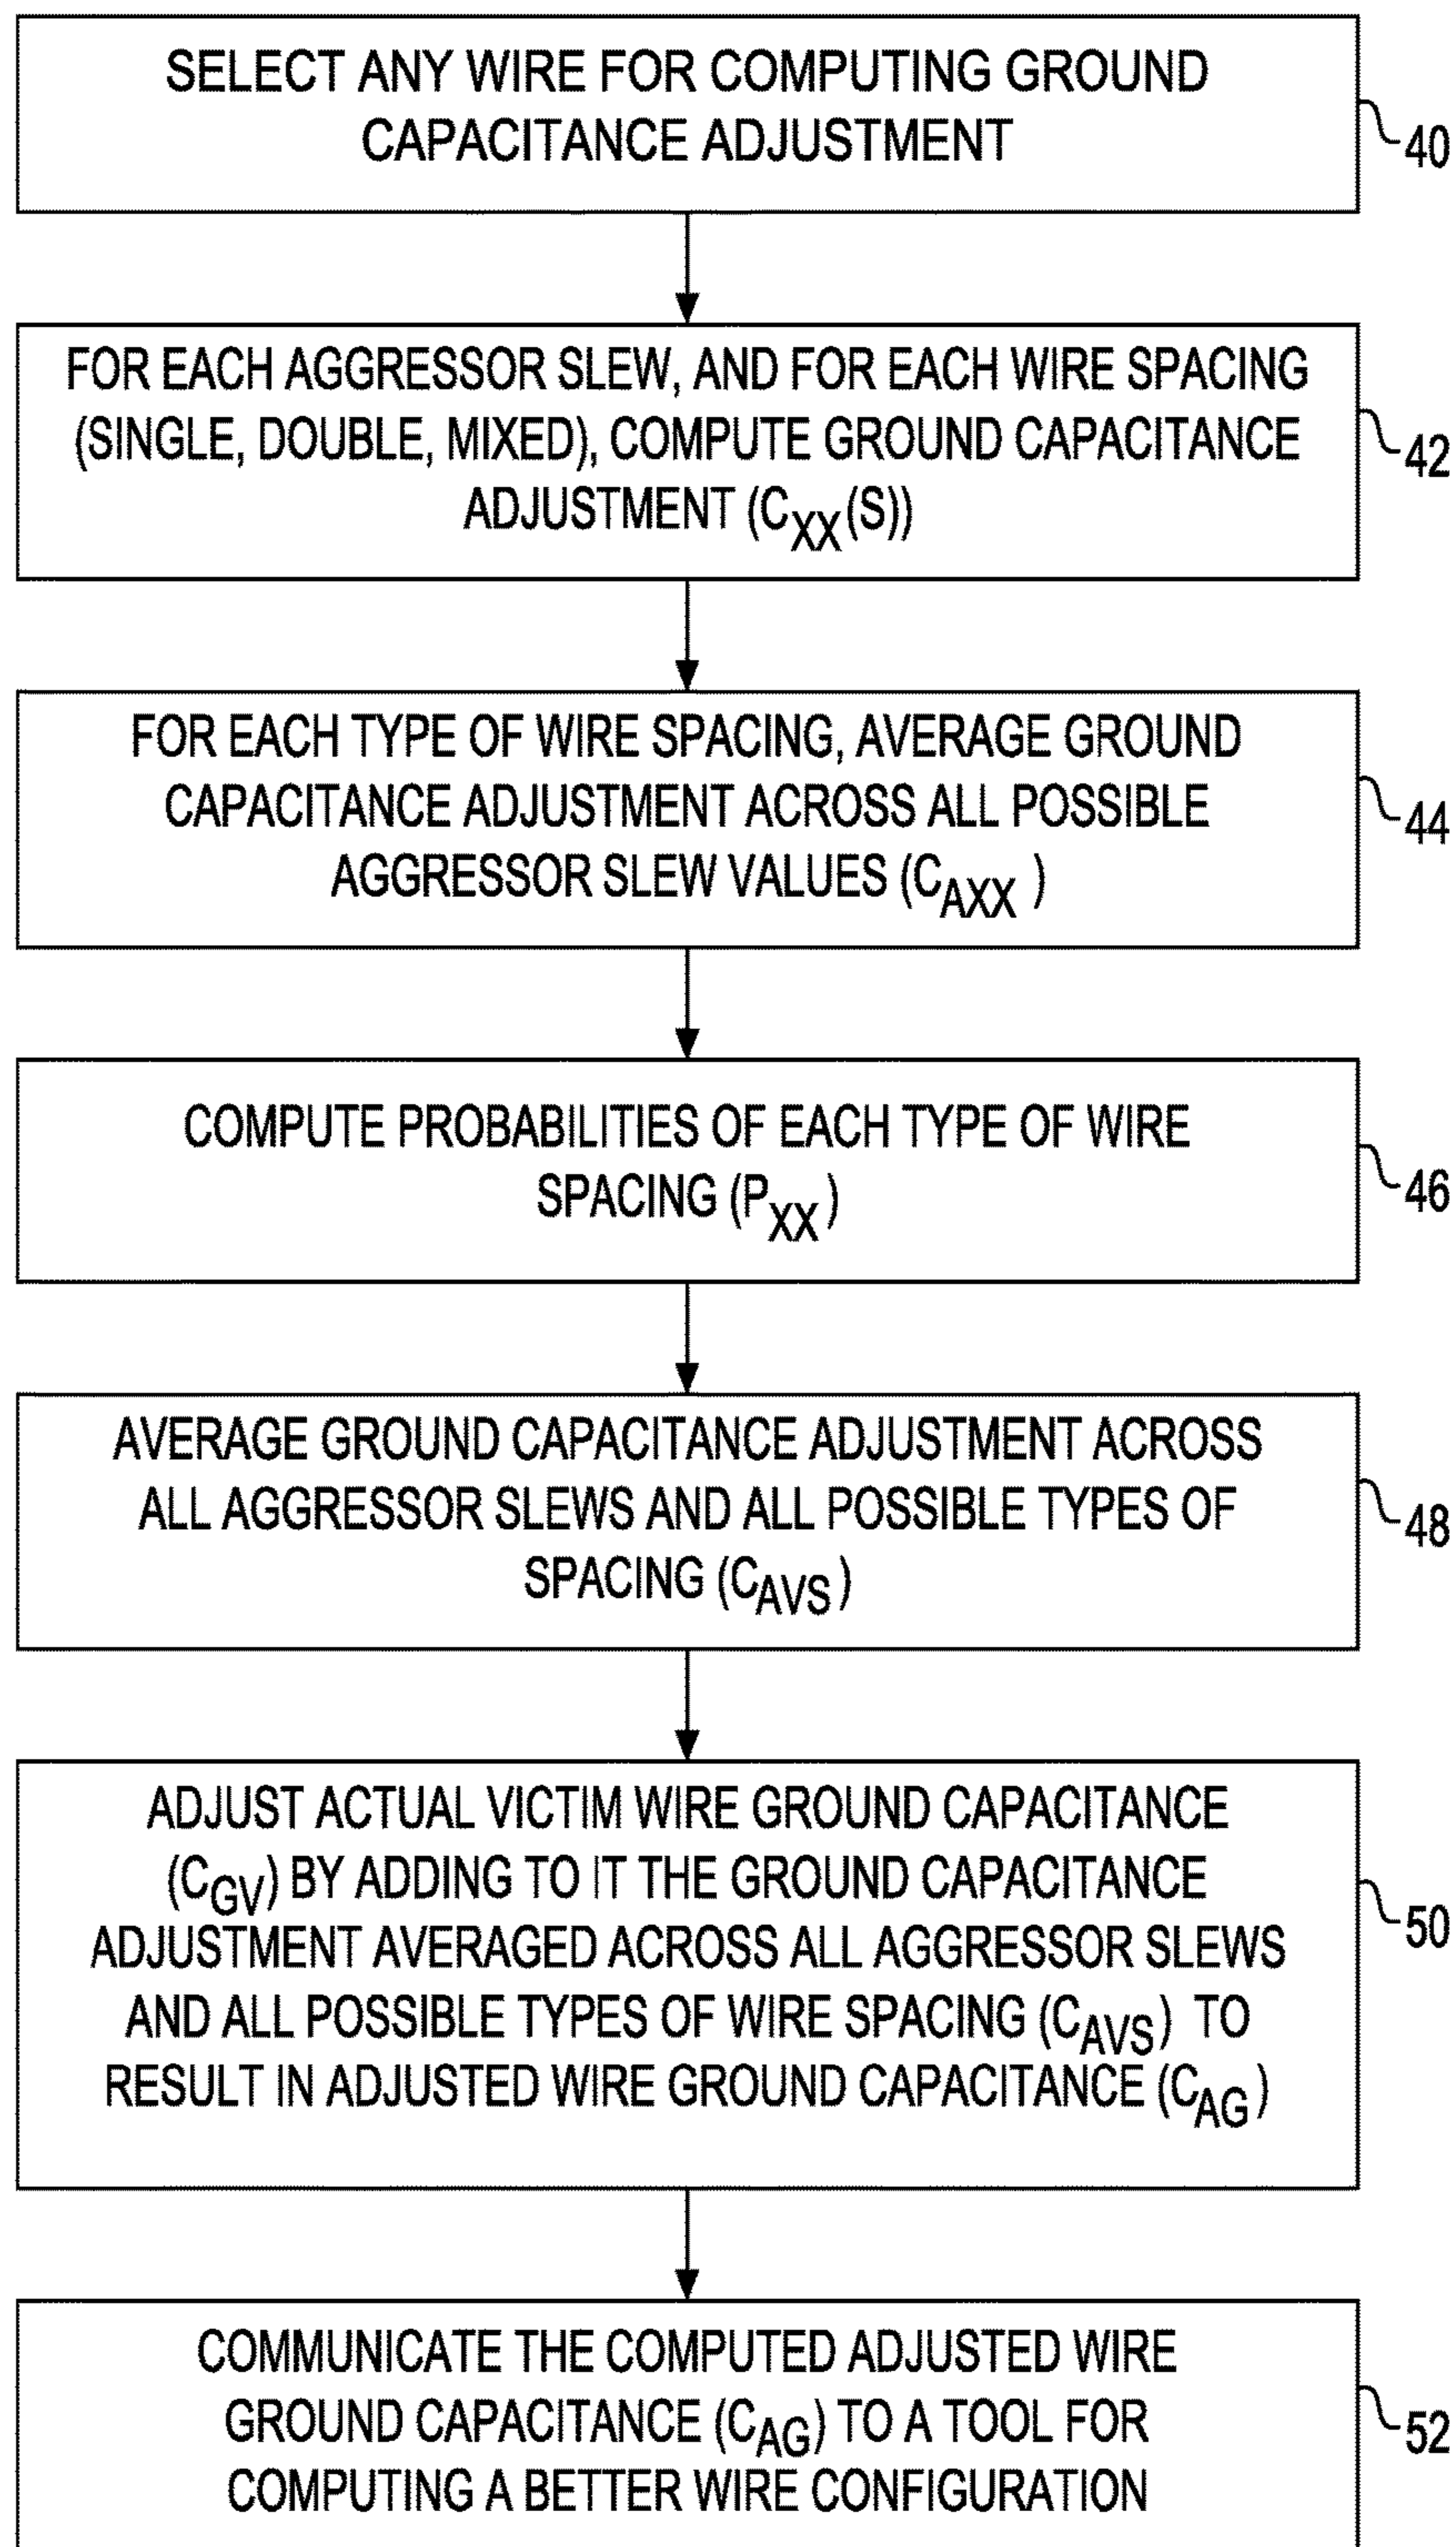 SELECT ANY WIRE FOR COMPUTING GROUND
CAPACITANCE ADJUSTMENT
40
FOR EACH AGGRESSOR SLEW, AND FOR EACH WIRE SPACING
(SINGLE, DOUBLE, MIXED), COMPUTE GROUND CAPACITANCE
ADJUSTMENT (CXX(S))
42
FOR EACH TYPE OF WIRE SPACING, AVERAGE GROUND
CAPACITANCE ADJUSTMENT ACROSS ALL POSSIBLE
AGGRESSOR SLEW VALUES (CAXX )
44
COMPUTE PROBABILITIES OF EACH TYPE OF WIRE
SPACING (PXX )
46
AVERAGE GROUND CAPACITANCE ADJUSTMENT ACROSS
ALL AGGRESSOR SLEWS AND ALL POSSIBLE TYPES OF
SPACING (CAVS)
48
ADJUST ACTUAL VICTIM WIRE GROUND CAPACITANCE
(CGV) BY ADDING TO IT THE GROUND CAPACITANCE
ADJUSTMENT AVERAGED ACROSS ALL AGGRESSOR SLEWS
AND ALL POSSIBLE TYPES OF WIRE SPACING (CAVS) TO
RESULT IN ADJUSTED WIRE GROUND CAPACITANCE (CAG)
50
COMMUNICATE THE COMPUTED ADJUSTED WIRE
GROUND CAPACITANCE (CAG) TO A TOOL FOR
COMPUTING A BETTER WIRE CONFIGURATION
52